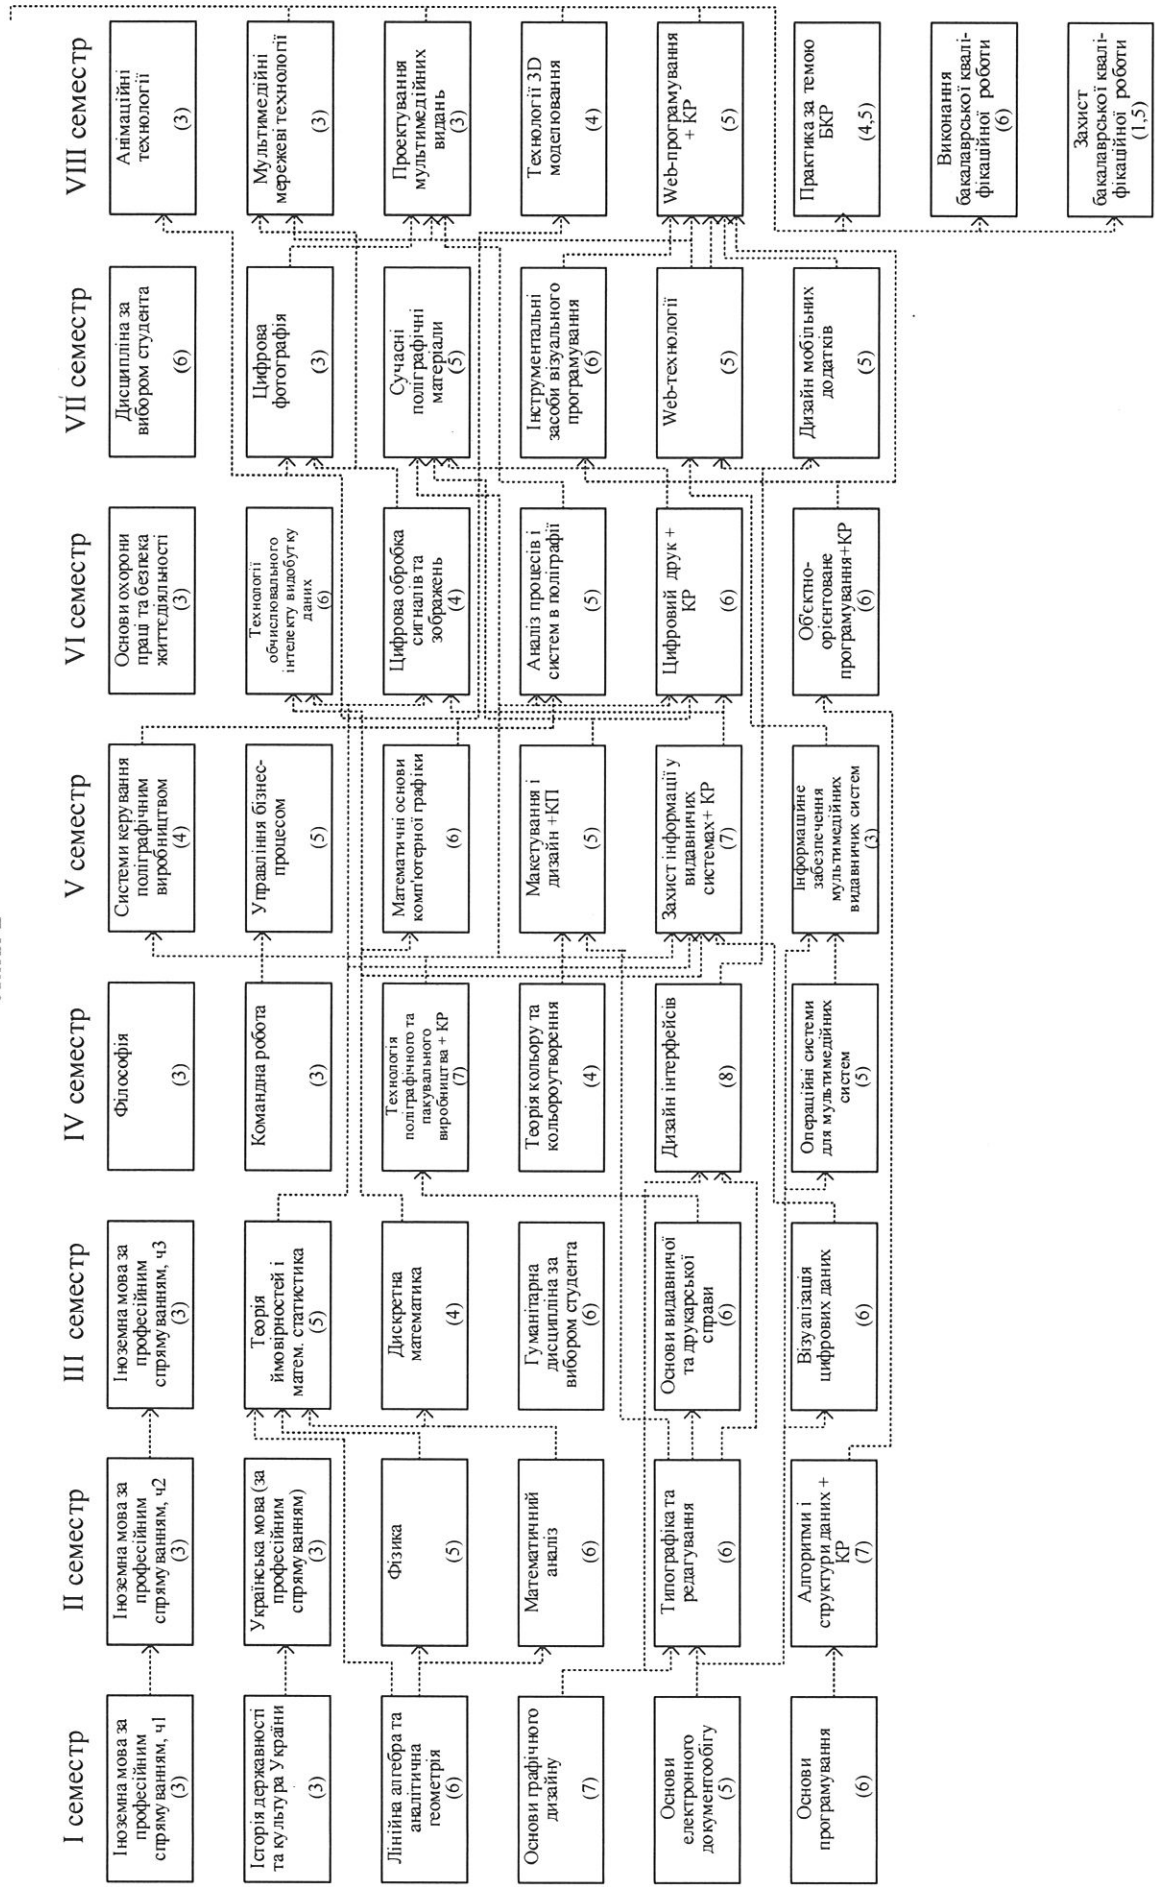 I семестр
Іноземна мова за
професійним
спрямуванням, ч1
(3)
Історія державності
та культура України
(3)
Лінійна алгебра та
аналітична
геометрія
(6)
Основи графічного
дизайну
(7)
Основи
електронного
документообігу
(5)
Основи
програмування
(6)
II семестр
Іноземна мова за
професійним
спрямуванням, ч2
(3)
Українська мова (за
професійним
спрямуванням)
(3)
Фізика
(5)
Математичний
аналіз
(6)
Типографіка та
редагування
(6)
Алгоритми і
структури даних +
КР
(7)
III семестр
Іноземна мова за
професійним
спрямуванням, ч3
(3)
Теорія
ймовірностей і
матем. статистика
(5)
Дискретна
математика
(4)
Гуманітарна
дисципліна за
вибором студента
(6)
Основи видавничої
та друкарської
справи
(6)
Візуалізація
цифрових даних
(6)
IV семестр
Філософія
(3)
Командна робота
(3)
Технологія
поліграфічного та
пакувального
виробництва + КР
(7)
Теорія кольору та
кольороутворення
(4)
Дизайн інтерфейсів
(8)
Операційні системи
для мультимедійних
систем
(5)
V семестр
Системи керування
поліграфічним
виробництвом
(4)
Управління бізнес-
процесом
(5)
Математичні основи
комп'ютерної графіки
(6)
Макетування і
дизайн +КП
(5)
Захист інформації у
видавничих
системах+ КР
(7)
Інформаційне
забезпечення
мультимедійних
видавничих систем
(3)
VI семестр
Основи охорони
праці та безпека
життєдіяльності
(3)
Технології
обчислювального
інтелекту видобутку
даних
(6)
Цифрова обробка
сигналів та
зображень
(4)
Аналіз процесів і
систем в поліграфії
(5)
Цифровий друк +
КР
(6)
Об'єктно-
орієнтоване
програмування+КР
(6)
VII семестр
Дисципліна за
вибором студента
(6)
Цифрова
фотографія
(3)
Сучасні
поліграфічні
матеріали
(5)
Інструментальні
засоби візуального
програмування
(6)
Web-технології
(5)
Дизайн мобільних
додатків
(5)
VIII семестр
Анімаційні
технології
(3)
Мультимедійні
мережеві технології
(3)
Проектування
мультимедійних
видань
(3)
Технології 3D
моделювання
(4)
Web-програмування
+ КР
(5)
Практика за темою
БКР
(4,5)
Виконання
бакалаврської квалі-
фікаційної роботи
(6)
Захист
бакалаврської квалі-
фікаційної роботи
(1,5)